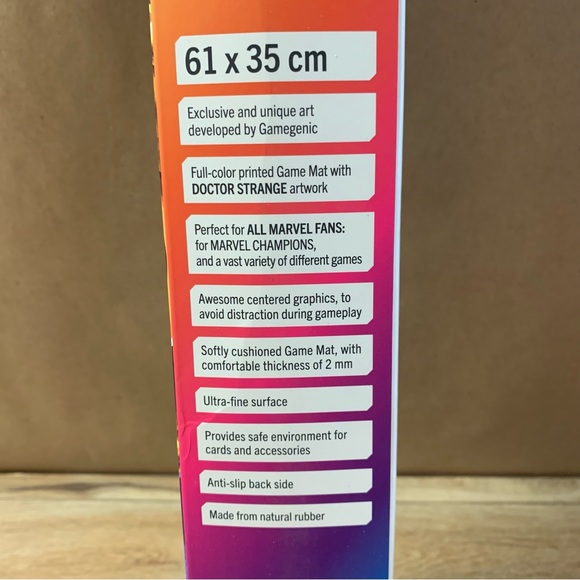 61 x 35 cm
Exclusive and unique art
developed by Gamegenic
Full-color printed Game Mat with
DOCTOR STRANGE artwork
Perfect for ALL MARVEL FANS:
for MARVEL CHAMPIONS,
and a vast variety of different games
Awesome centered graphics, to
avoid distraction during gameplay
Softly cushioned Game Mat, with
comfortable thickness of 2 mm
Ultra-fine surface
Provides safe environment for
cards and accessories
Anti-slip back side
Made from natural rubber